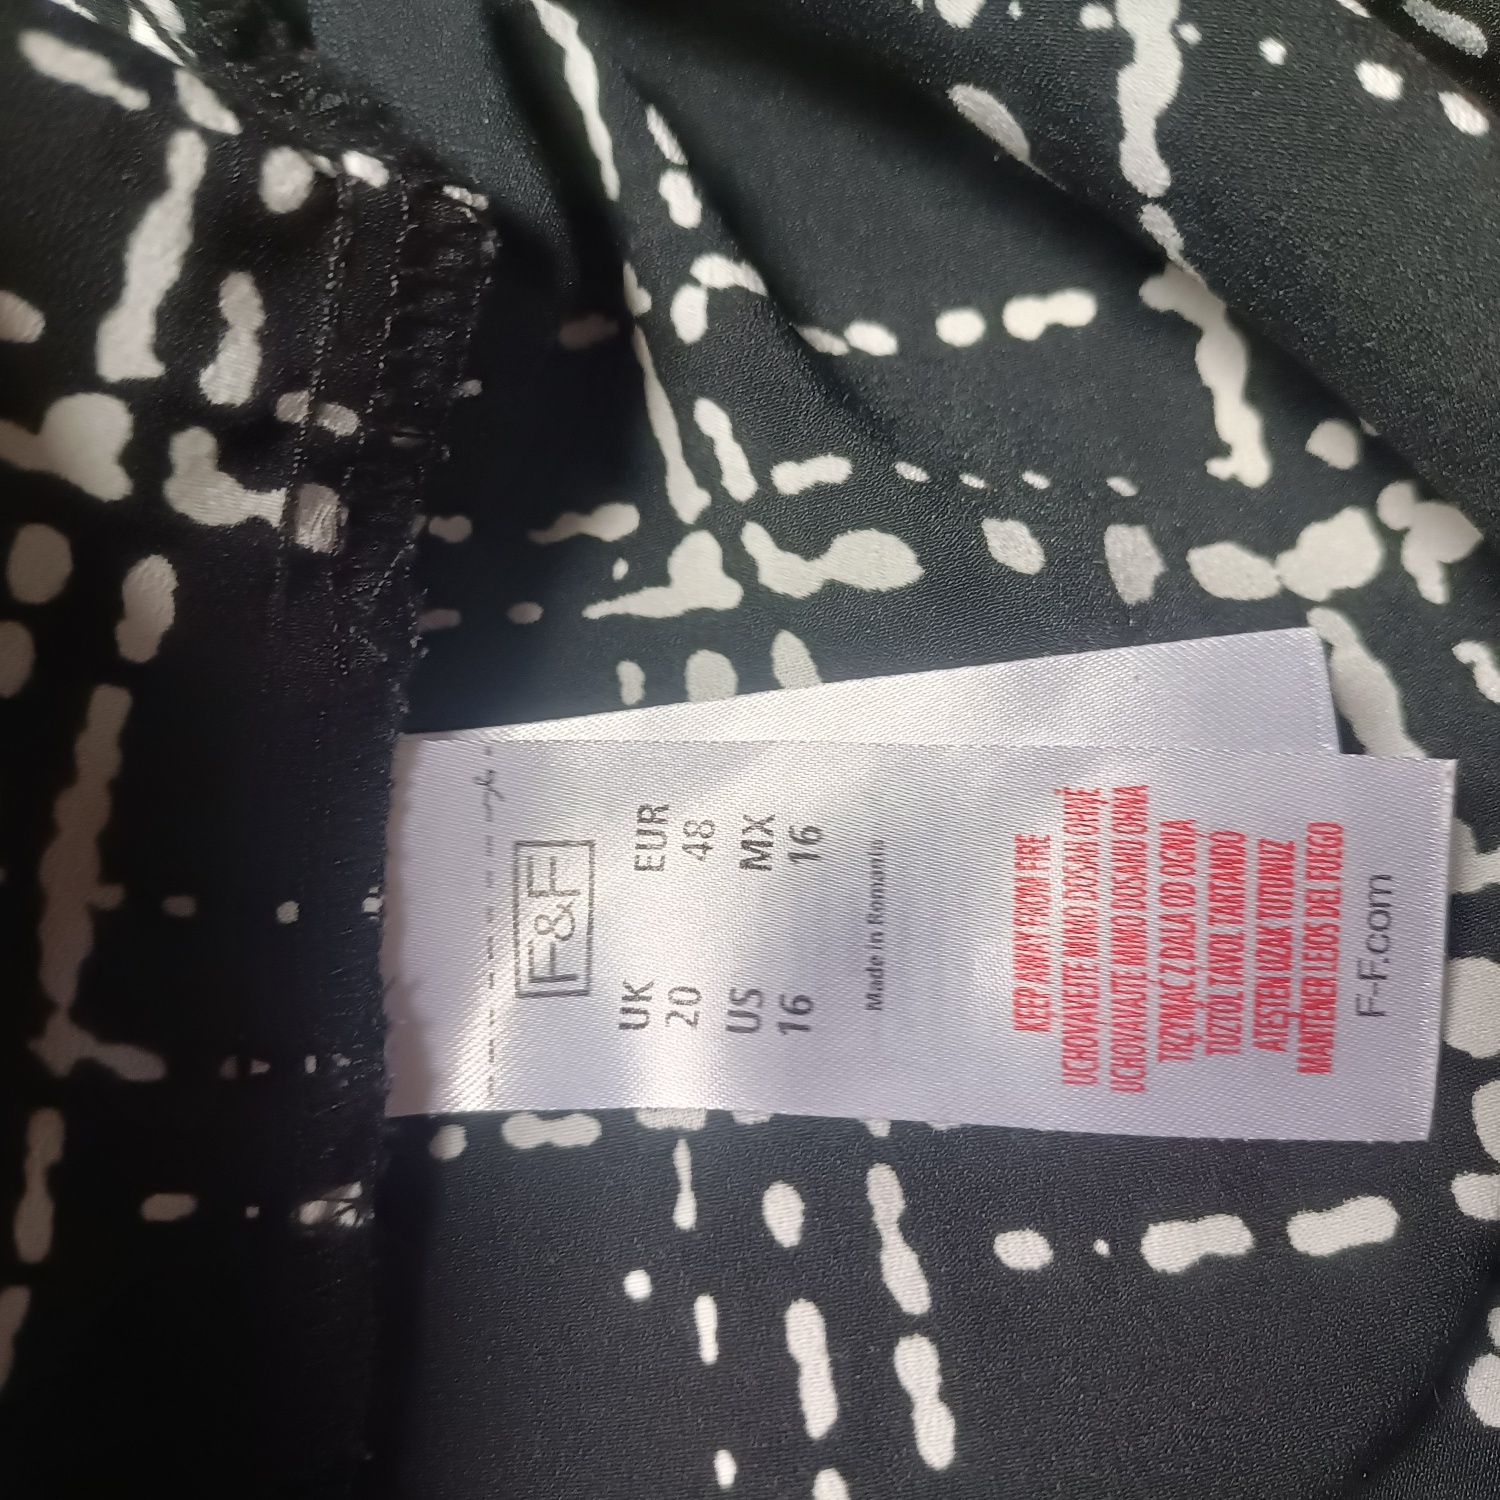 F&F
UK EUR
20 48
US MX
16 16
Made in Romania
KEEP AWAY FROM FIRE
UCHOVÁVEJTE MIMO DOSAH OHNĚ
UCHOVAJTE MIMO DOSAHU OHŇA
TRZYMAĆ Z DALA OD OGNIA
TŰZTŐL TÁVOL TARTANDÓ
ATEŞTEN UZAK TUTUNUZ
MANTENER LEJOS DEL FUEGO
F-F.com